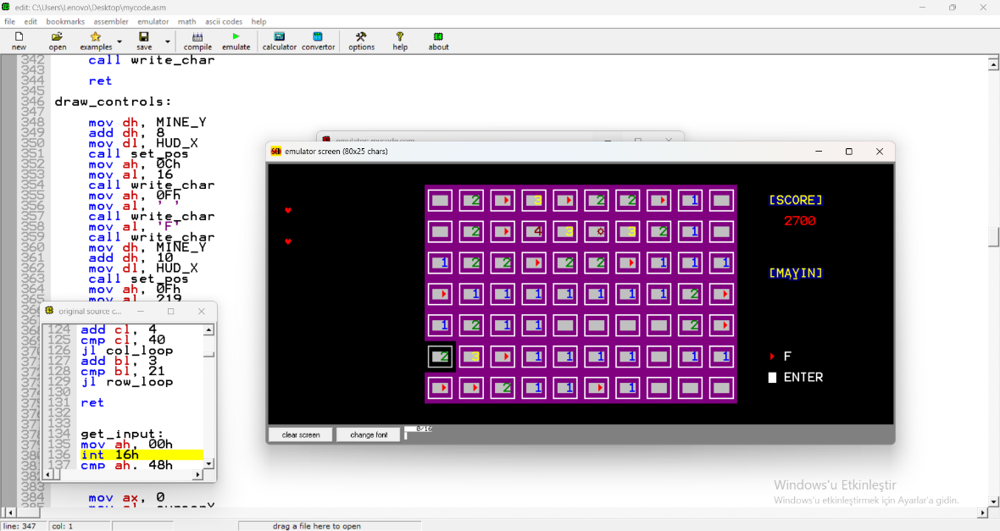 edit: C:\Users\Lenovo\Desktop\mycode.asm
file edit bookmarks assembler emulator math ascii codes help
new open examples save compile emulate calculator convertor options help about
342 call write_char
343
344 ret
345
346 draw_controls:
347
348 mov dh, MINE_Y
349 add dh, 8
350 mov dl, HUD_X
351 call set_pos
352 mov ah, 0Ch
353 mov al, 16
354 call write_char
355 mov ah, 0Fh
356 mov al, ' '
357 call write_char
358 mov al, 'F'
359 call write_char
360 mov dh, MINE_Y
361 add dh, 10
362 mov dl, HUD_X
363 call set_pos
364 mov ah, 0Fh
365 mov al, 219
383
384 mov ax, 0
385 mov al, cursorY
original source c...
124 add cl, 4
125 cmp cl, 40
126 jl col_loop
127 add bl, 3
128 cmp bl, 21
129 jl row_loop
130
131 ret
132
133
134 get_input:
135 mov ah, 00h
136 int 16h
137 cmp ah, 48h
emulator: mycode.com
emulator screen (80x25 chars)
2 3 2 2 1
2 4 3 3 2 1
1 2 2 2 2 1 1 1
1 1 1 1 1 1 1 2
1 2 1 1 2
2 3 1 1 1 1 1 1
2 1 1 1
[SCORE]
2700
[MAYIN]
F
ENTER
clear screen change font 0/16
Windows'u Etkinleştir
Windows'u etkinleştirmek için Ayarlar'a gidin.
line: 347 col: 1 drag a file here to open